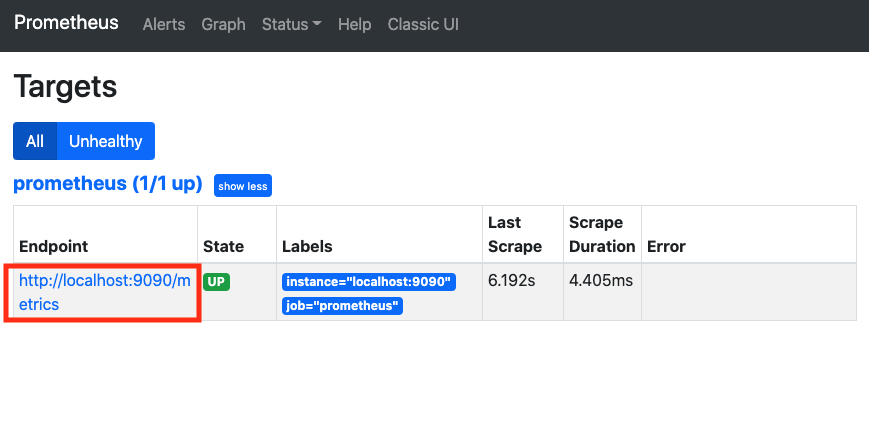 Prometheus Alerts Graph Status Help Classic UI
Targets
All Unhealthy
prometheus (1/1 up) show less
Endpoint State Labels Last Scrape Scrape Duration Error
http://localhost:9090/m
etrics
UP
instance="localhost:9090"
job="prometheus"
6.192s
4.405ms